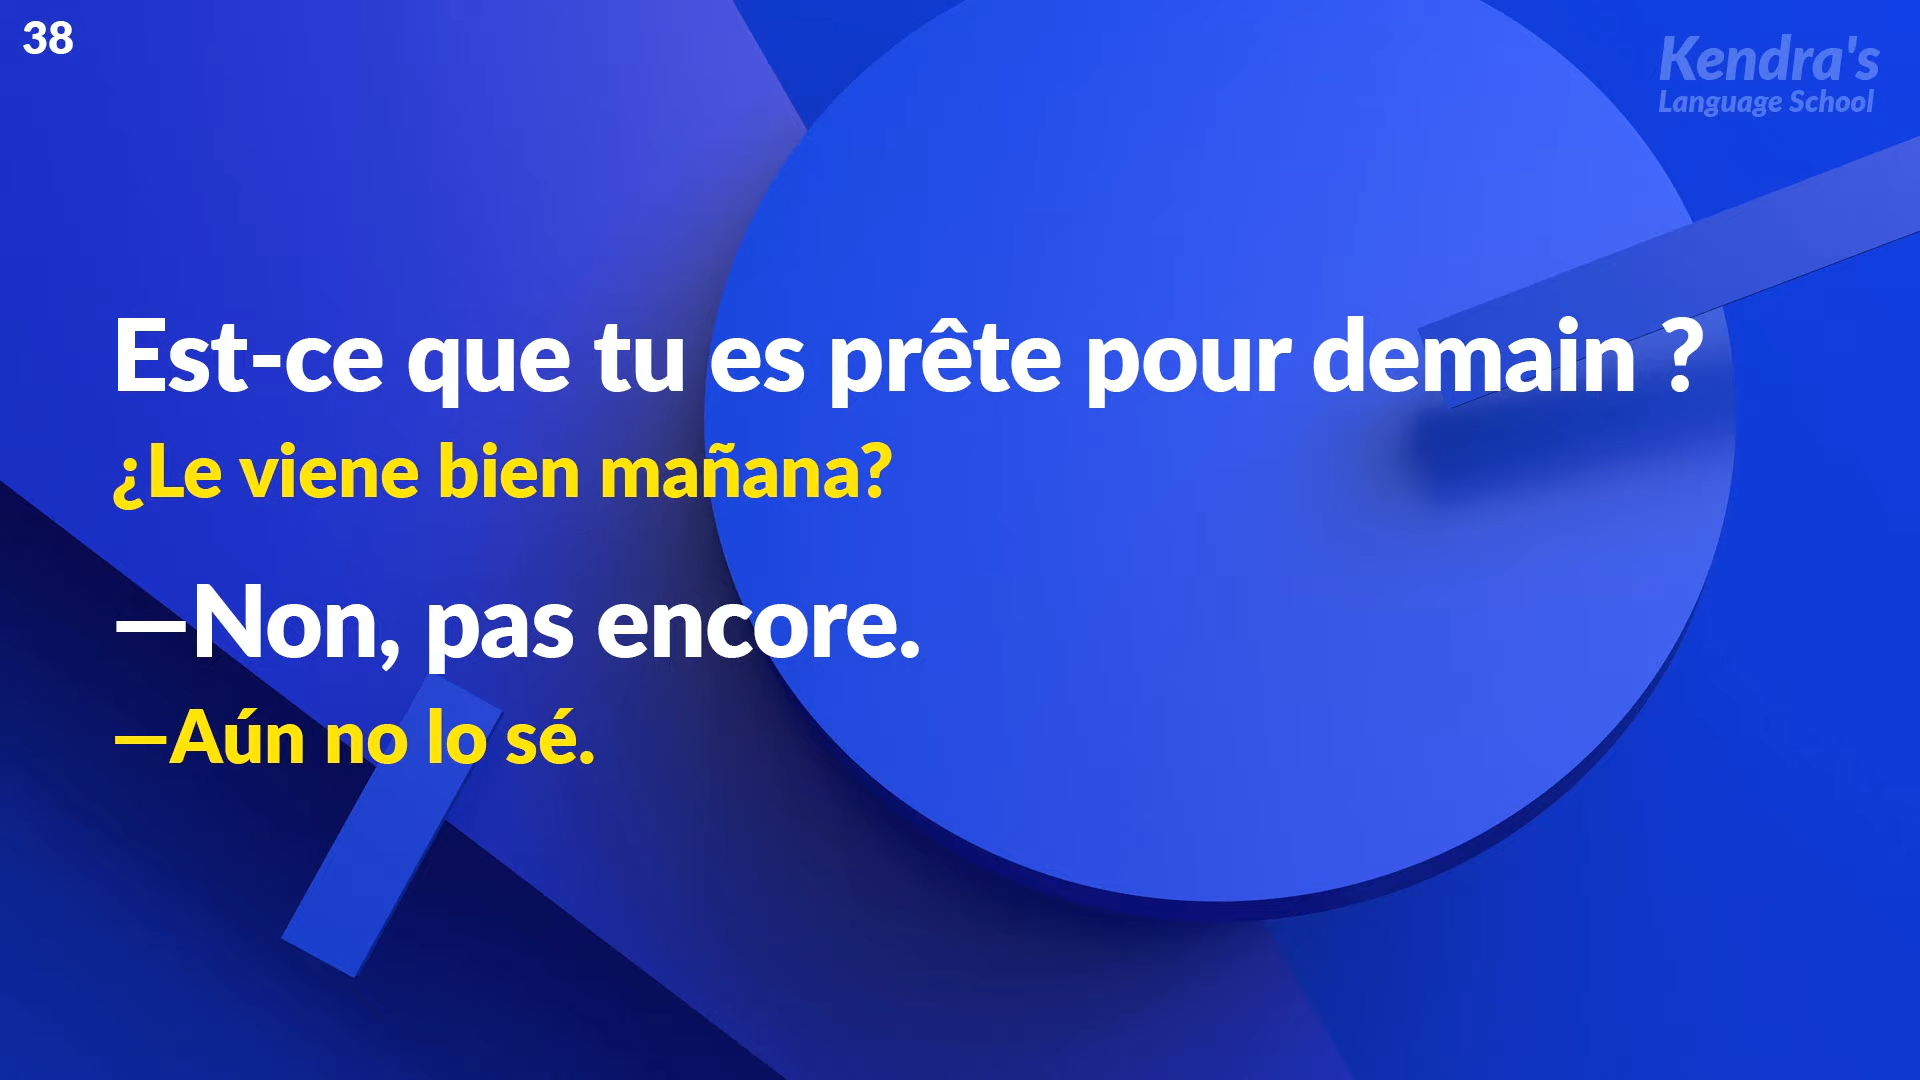 38
Kendra's
Language School
Est-ce que tu es prête pour demain ?
¿Le viene bien mañana?
—Non, pas encore.
—Aún no lo sé.